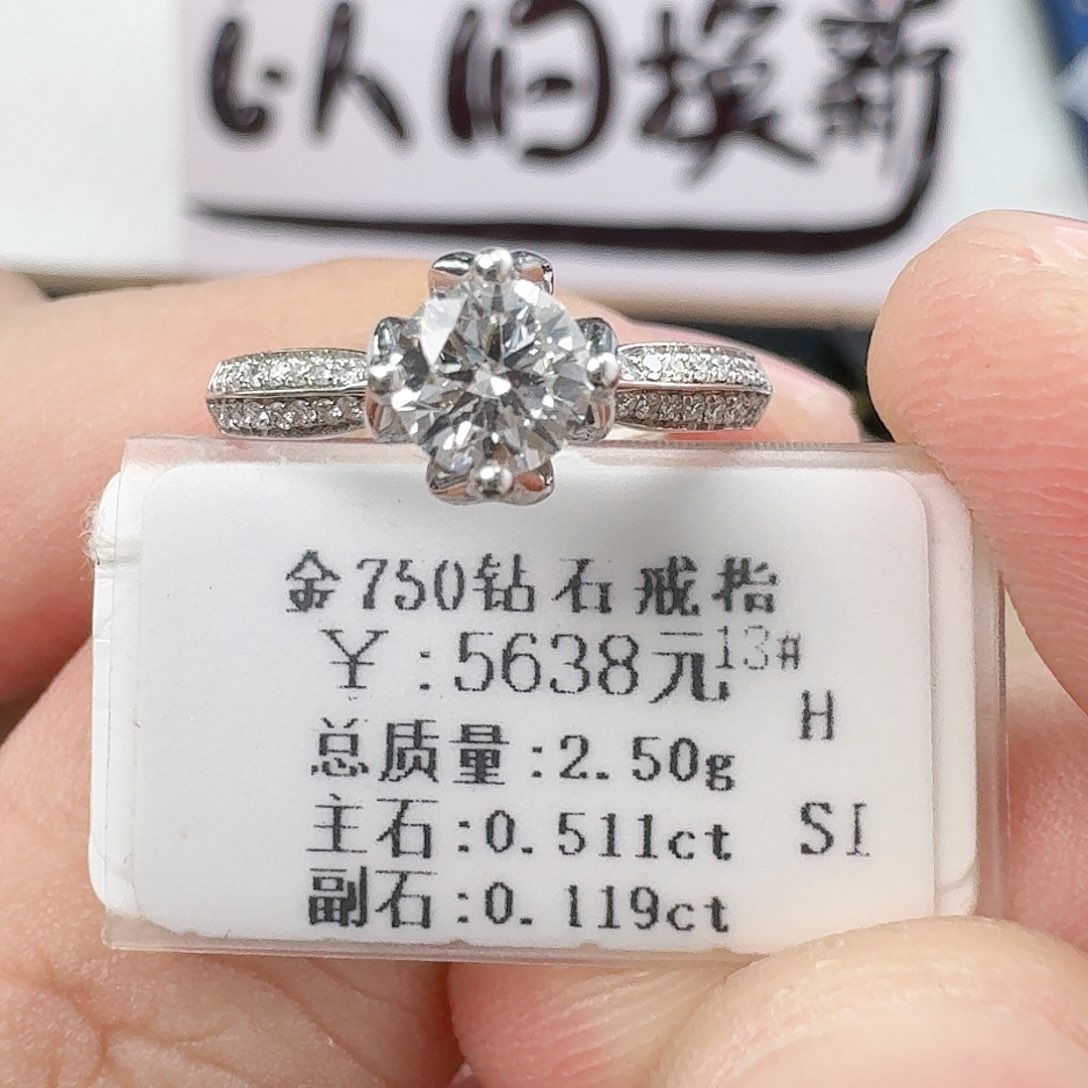 以旧换新
金750钻石戒指
￥:5638元13#
H
总质量:2.50g
主石:0.511ct SI
副石:0.119ct